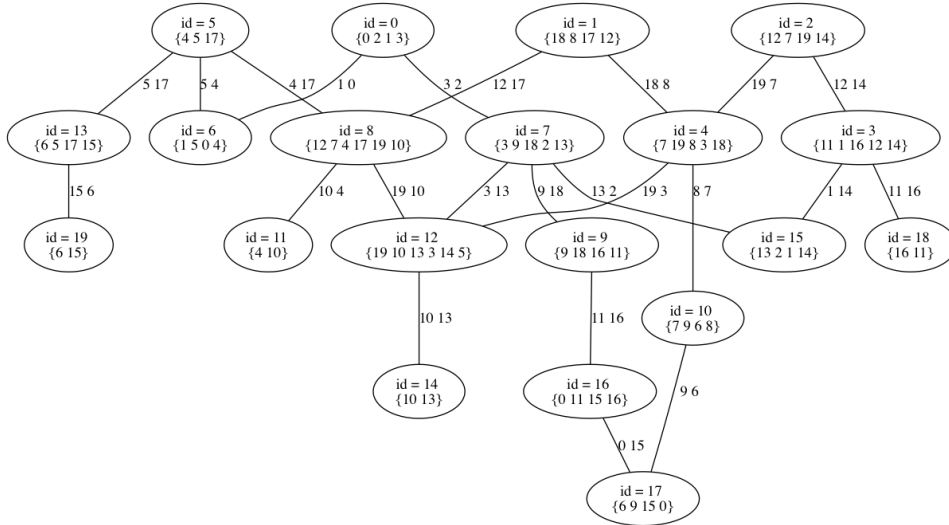 id = 5
{4 5 17}
id = 0
{0 2 1 3}
id = 1
{18 8 17 12}
id = 2
{12 7 19 14}
5 17
5 4
4 17
1 0
3 2
12 17
18 8
19 7
12 14
id = 13
{6 5 17 15}
id = 6
{1 5 0 4}
id = 8
{12 7 4 17 19 10}
id = 7
{3 9 18 2 13}
id = 4
{7 19 8 3 18}
id = 3
{11 1 16 12 14}
15 6
10 4
19 10
3 13
9 18
13 2
19 3
8 7
1 14
11 16
id = 19
{6 15}
id = 11
{4 10}
id = 12
{19 10 13 3 14 5}
id = 9
{9 18 16 11}
id = 15
{13 2 1 14}
id = 18
{16 11}
10 13
11 16
id = 10
{7 9 6 8}
id = 14
{10 13}
id = 16
{0 11 15 16}
9 6
0 15
id = 17
{6 9 15 0}